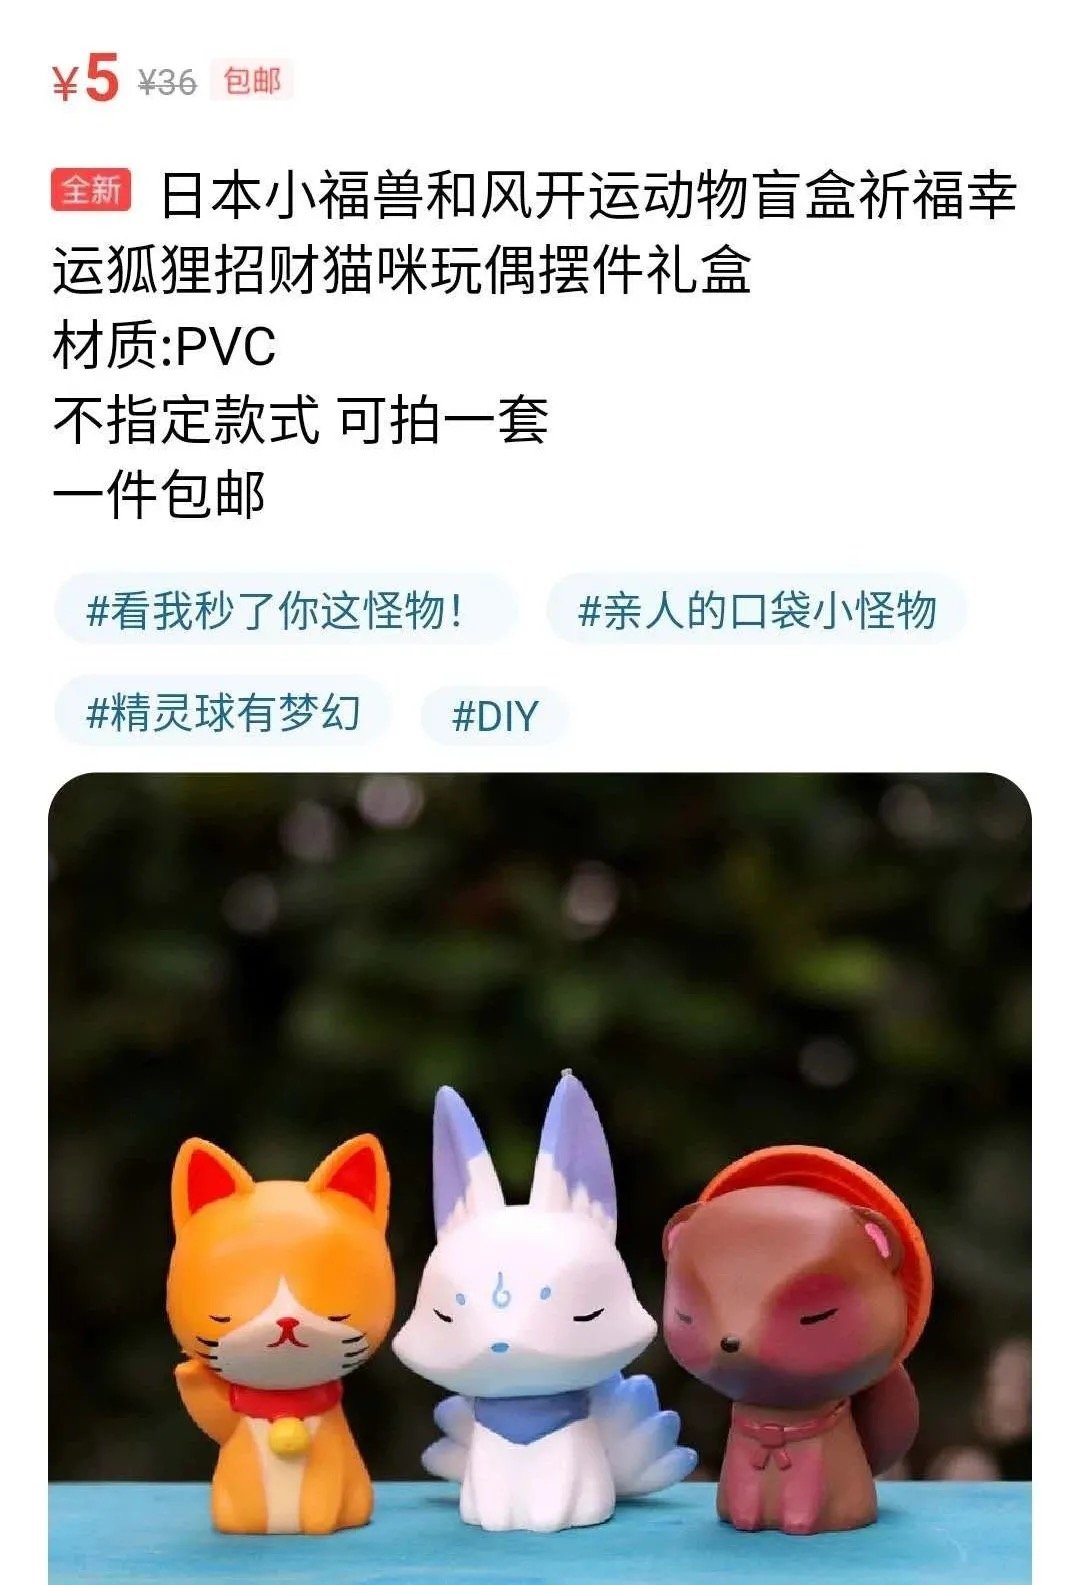 ¥5 ¥36 包邮
全新 日本小福兽和风开运动物盲盒祈福幸
运狐狸招财猫咪玩偶摆件礼盒
材质:PVC
不指定款式 可拍一套
一件包邮
#看我秒了你这怪物！ #亲人的口袋小怪物
#精灵球有梦幻 #DIY